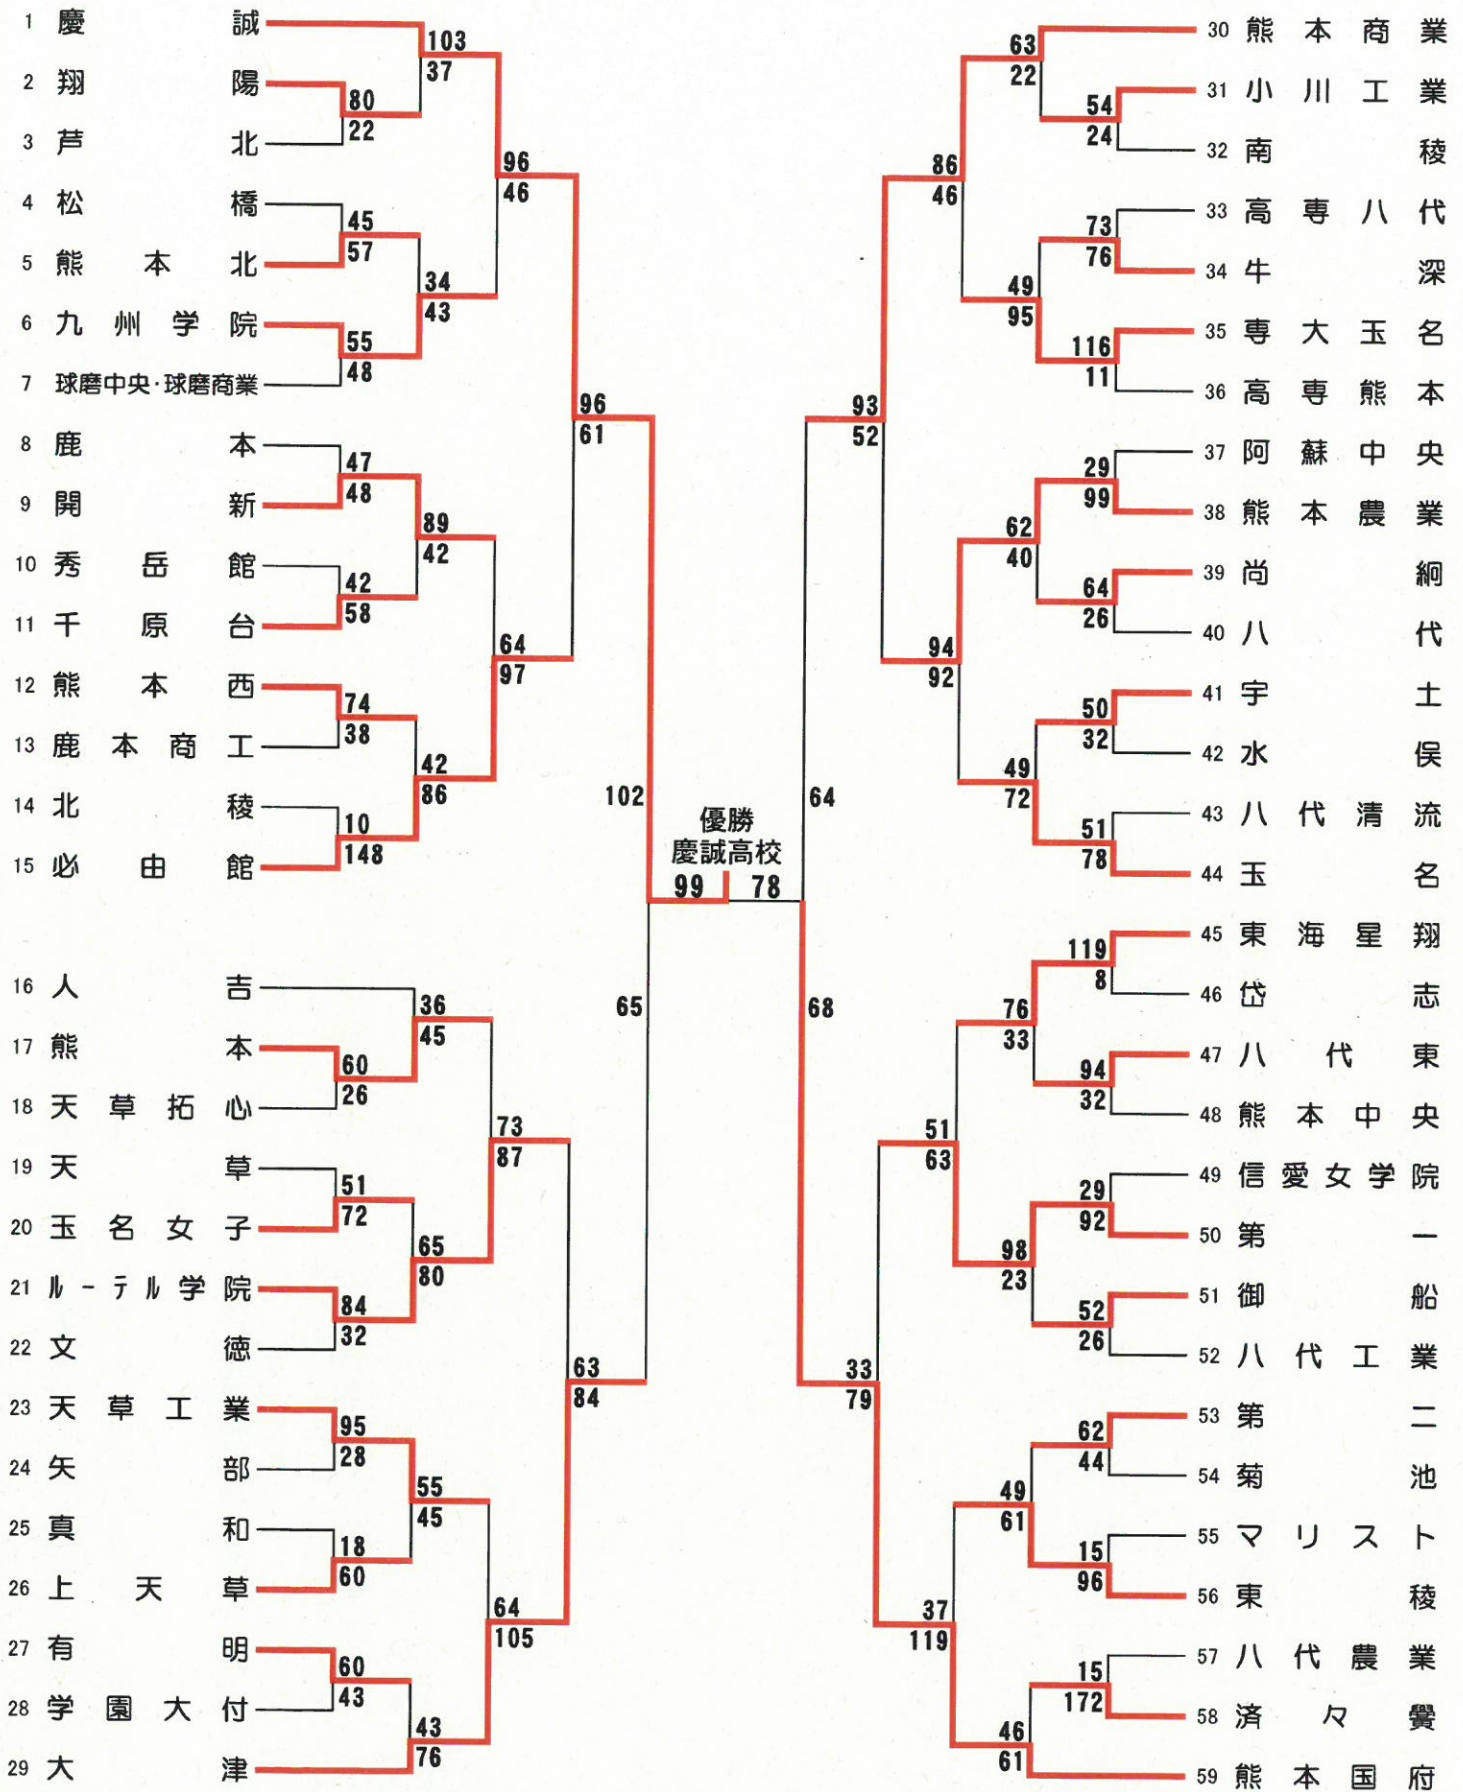 1 慶誠
2 翔陽
3 芦北
4 松橋
5 熊本北
6 九州学院
7 球磨中央・球磨商業
8 鹿本
9 開新
10 秀岳館
11 千原台
12 熊本西
13 鹿本商工
14 北稜
15 必由館
16 人吉
17 熊本
18 天草拓心
19 天草
20 玉名女子
21 ルーテル学院
22 文徳
23 天草工業
24 矢部
25 真和
26 上天草
27 有明
28 学園大付
29 大津
103
37
80
22
96
46
45
57
34
43
55
48
96
61
47
48
89
42
42
58
64
97
74
38
42
86
10
148
102
65
36
45
60
26
73
87
51
72
65
80
84
32
63
84
95
28
55
45
18
60
64
105
60
43
43
76
優勝
慶誠高校
99 78
64
68
63
22
54
24
86
46
73
76
49
95
116
11
93
52
29
99
62
40
64
26
94
92
50
32
49
72
51
78
119
8
76
33
94
32
51
63
29
92
98
23
52
26
33
79
62
44
49
61
15
96
37
119
15
172
46
61
30 熊本商業
31 小川工業
32 南稜
33 高専八代
34 牛深
35 専大玉名
36 高専熊本
37 阿蘇中央
38 熊本農業
39 尚絅
40 八代
41 宇土
42 水俣
43 八代清流
44 玉名
45 東海星翔
46 岱志
47 八代東
48 熊本中央
49 信愛女学院
50 第一
51 御船
52 八代工業
53 第二
54 菊池
55 マリスト
56 東稜
57 八代農業
58 済々黌
59 熊本国府